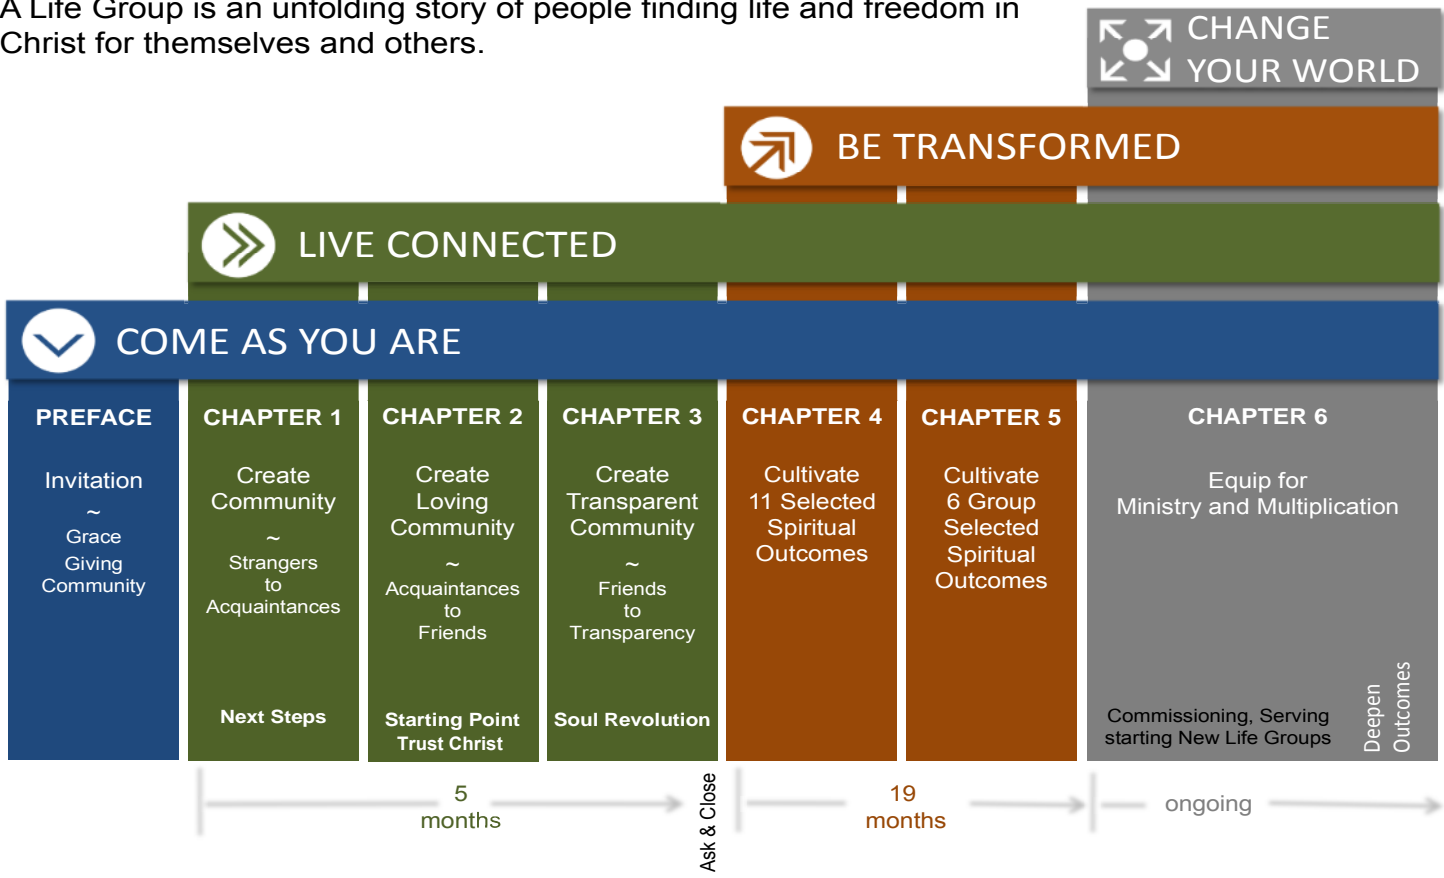 A Life Group is an unfolding story of people finding life and freedom in
Christ for themselves and others.
CHANGE
YOUR WORLD
BE TRANSFORMED
LIVE CONNECTED
COME AS YOU ARE
PREFACE
Invitation
~
Grace
Giving
Community
CHAPTER 1
Create
Community
~
Strangers
to
Acquaintances
Next Steps
CHAPTER 2
Create
Loving
Community
~
Acquaintances
to
Friends
Starting Point
Trust Christ
CHAPTER 3
Create
Transparent
Community
~
Friends
to
Transparency
Soul Revolution
CHAPTER 4
Cultivate
11 Selected
Spiritual
Outcomes
CHAPTER 5
Cultivate
6 Group
Selected
Spiritual
Outcomes
CHAPTER 6
Equip for
Ministry and Multiplication
Commissioning, Serving
starting New Life Groups
Deepen
Outcomes
5
months
Ask & Close
19
months
ongoing